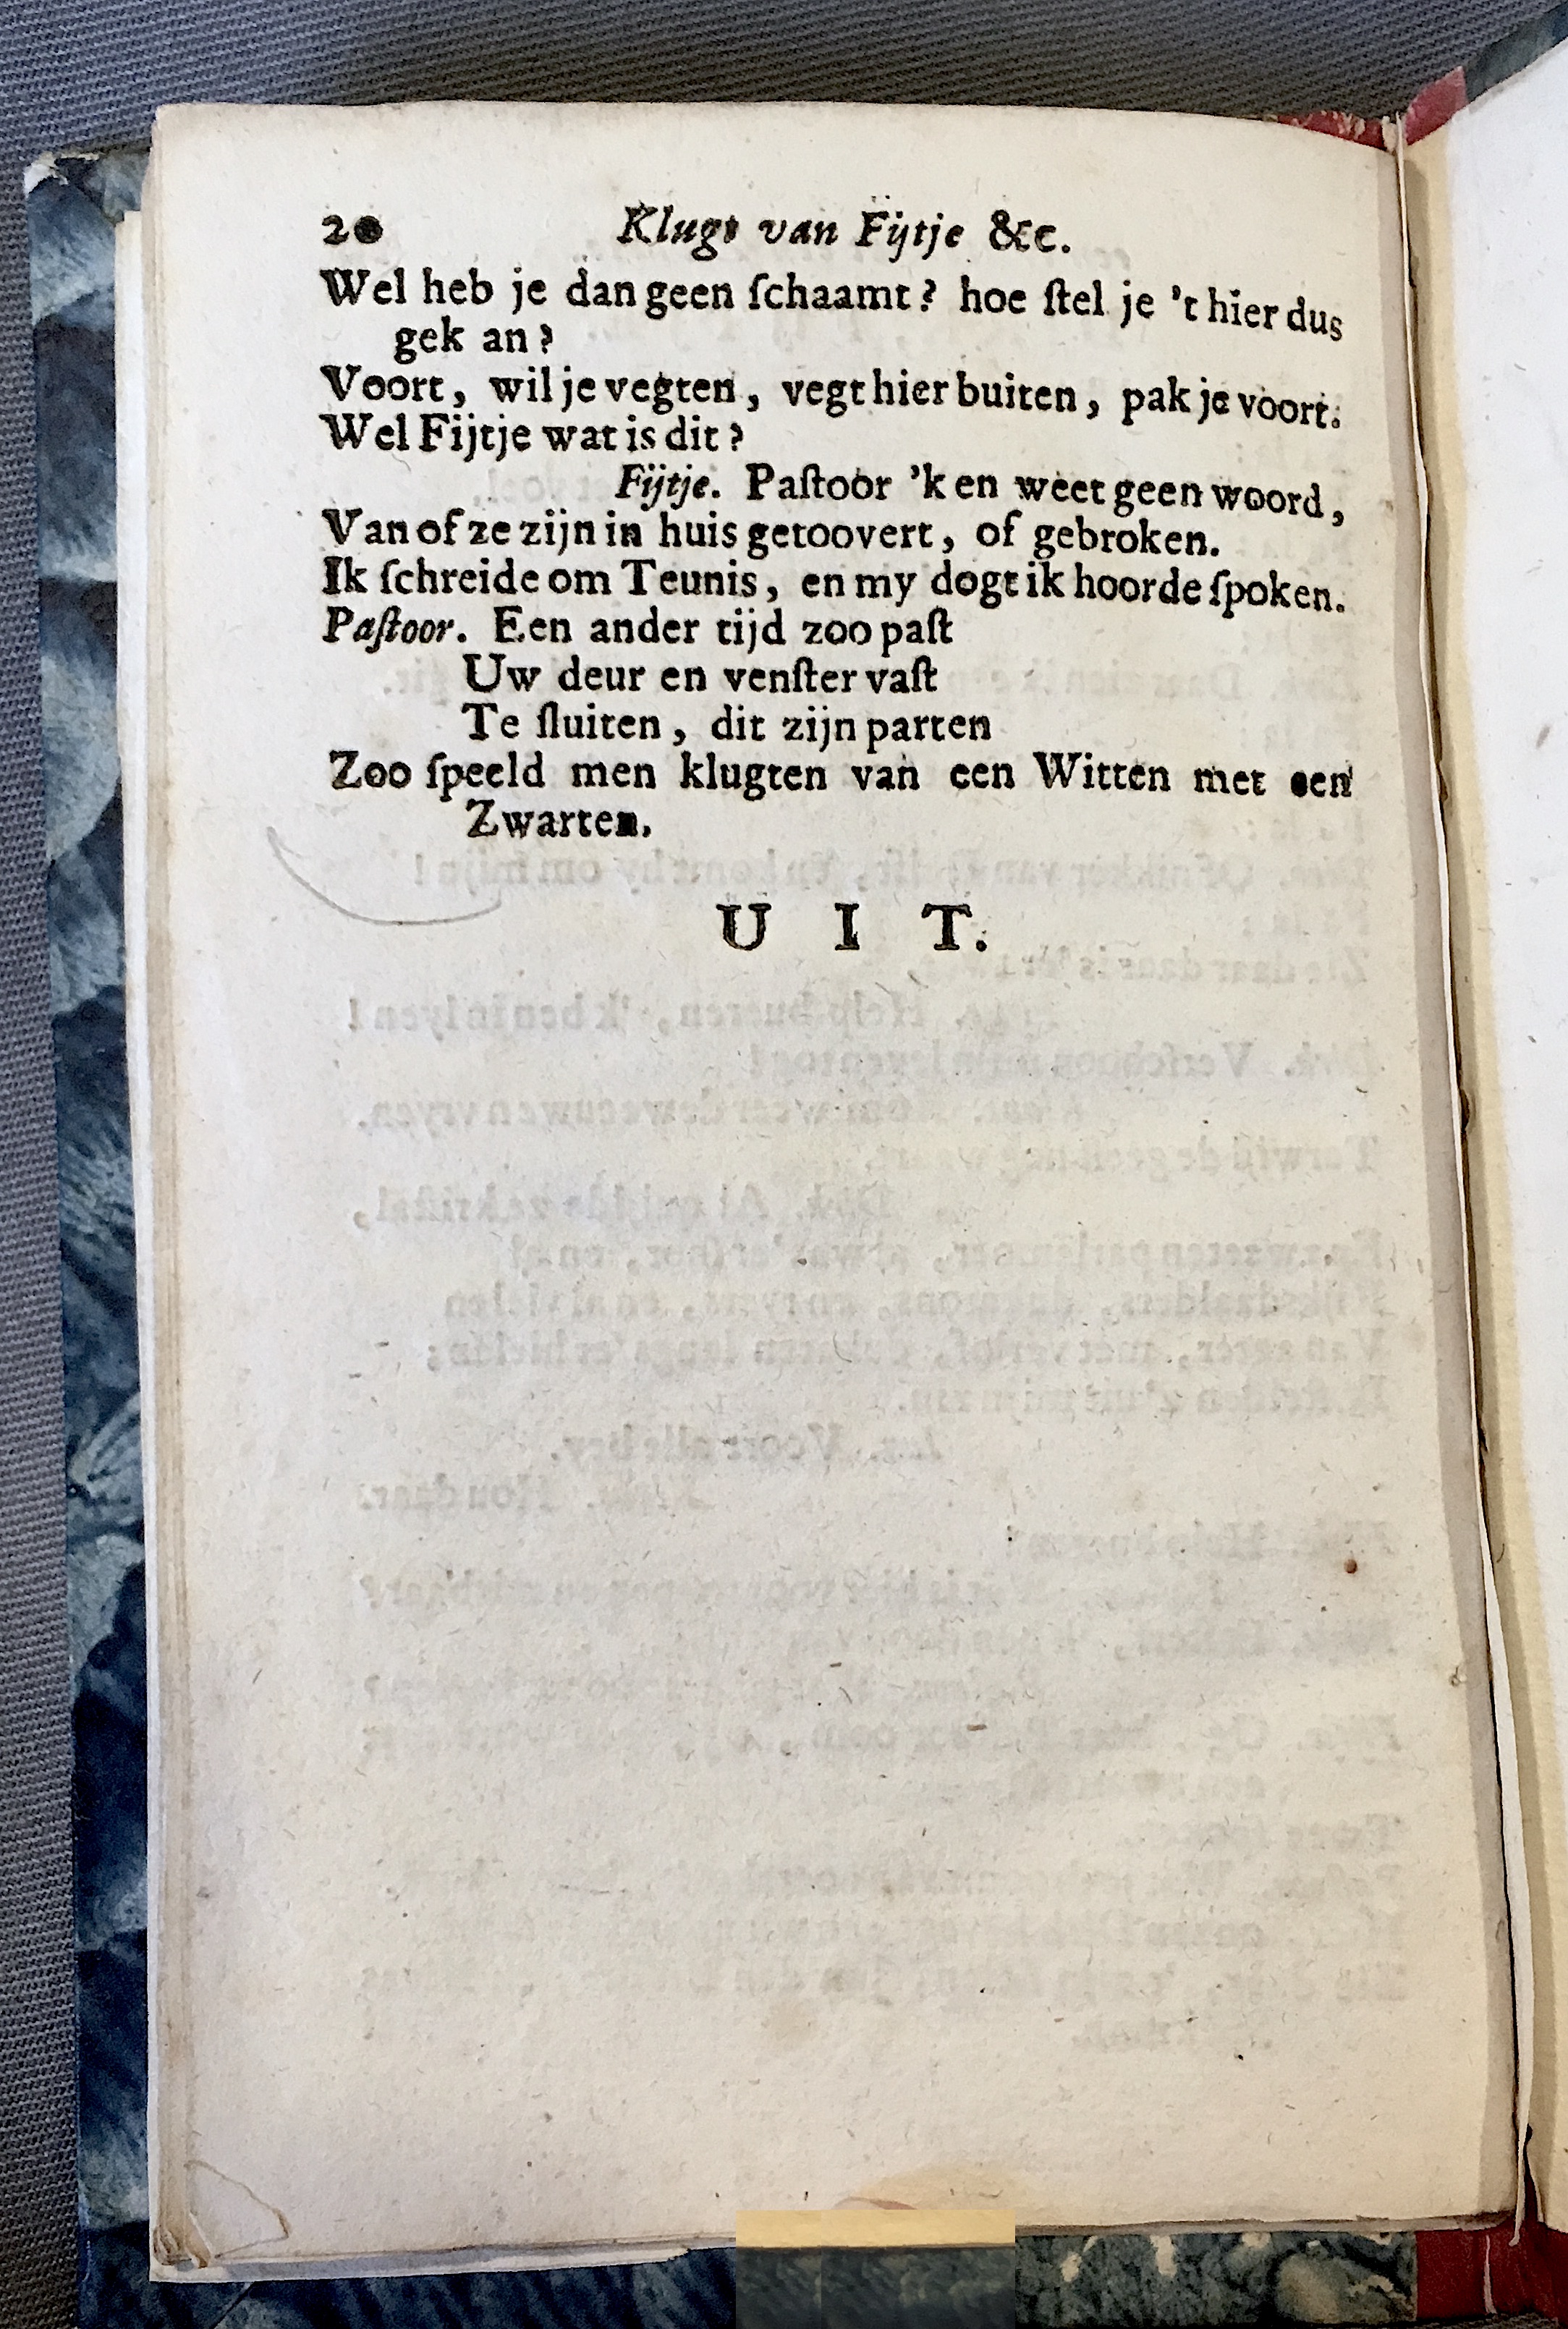 20 Klugt van Fijtje &c.
Wel heb je dan geen ſchaamt? hoe ſtel je 't hier dus
gek an?
Voort, wil je vegten, vegt hier buiten, pak je voort.
Wel Fijtje wat is dit?
Fijtje. Paſtoor 'k en weet geen woord,
Van of ze zijn in huis getoovert, of gebroken.
Ik ſchreide om Teunis, en my dogt ik hoorde ſpoken.
Paſtoor. Een ander tijd zoo paſt
Uw deur en venſter vaſt
Te ſluiten, dit zijn parten
Zoo ſpeeld men klugten van een Witten met een
Zwarten.
U I T.